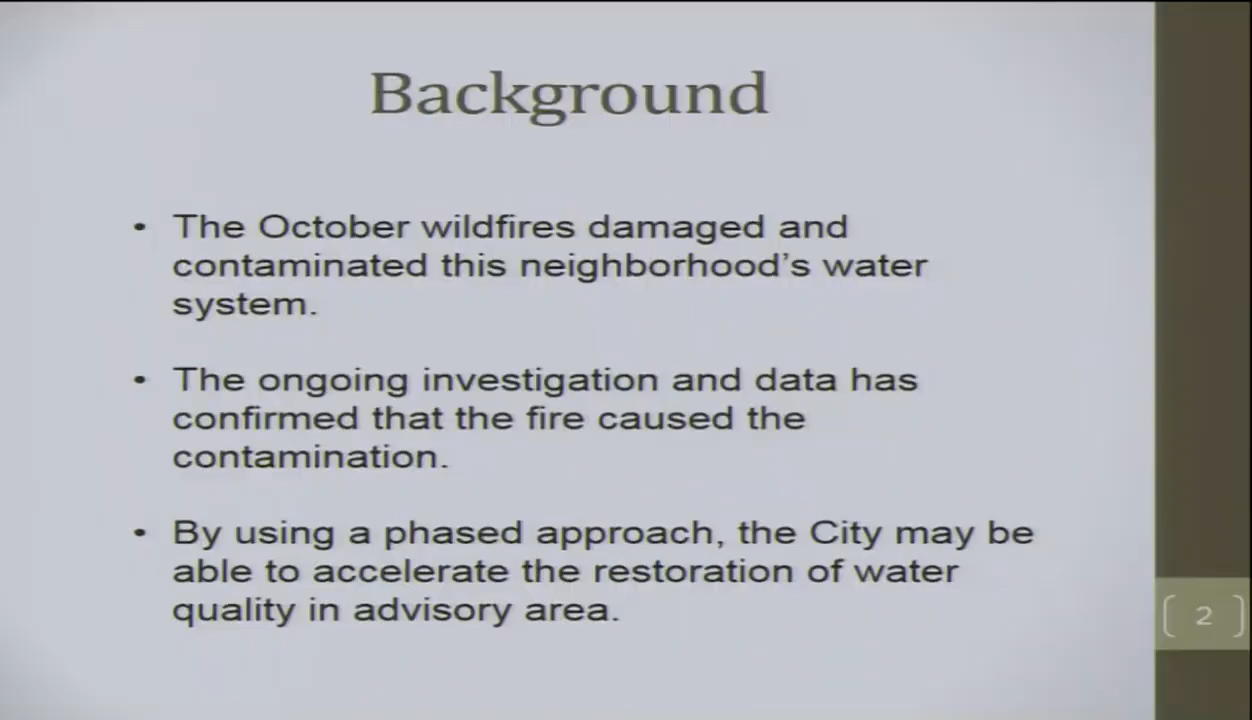 Background
• The October wildfires damaged and
contaminated this neighborhood's water
system.
• The ongoing investigation and data has
confirmed that the fire caused the
contamination.
• By using a phased approach, the City may be
able to accelerate the restoration of water
quality in advisory area.
[ 2 ]